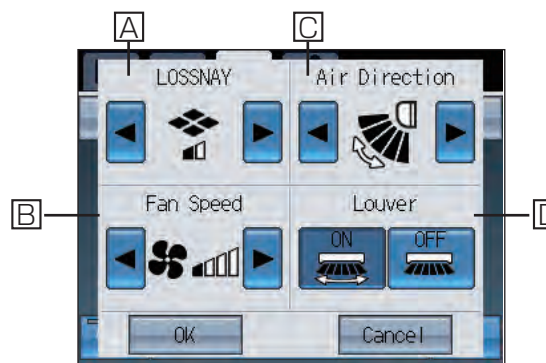 A
C
LOSSNAY
Air Direction
B
Fan Speed
Louver
ON
OFF
OK
Cancel